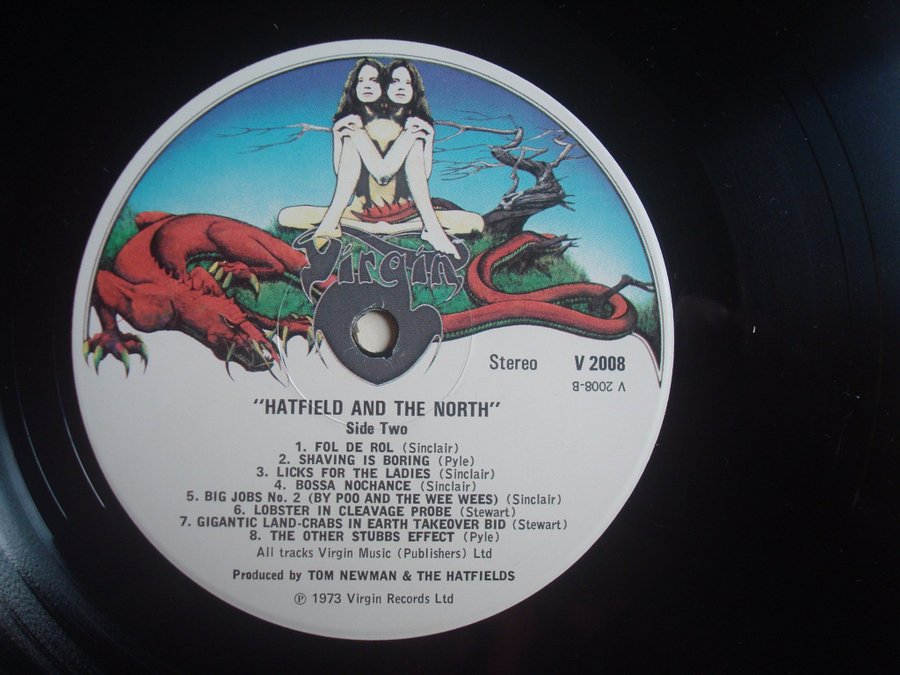 Virgin
Stereo V 2008
V 2008-B
"HATFIELD AND THE NORTH"
Side Two
1. FOL DE ROL (Sinclair)
2. SHAVING IS BORING (Pyle)
3. LICKS FOR THE LADIES (Sinclair)
4. BOSSA NOCHANCE (Sinclair)
5. BIG JOBS No. 2 (BY POO AND THE WEE WEES) (Sinclair)
6. LOBSTER IN CLEAVAGE PROBE (Stewart)
7. GIGANTIC LAND-CRABS IN EARTH TAKEOVER BID (Stewart)
8. THE OTHER STUBBS EFFECT (Pyle)
All tracks Virgin Music (Publishers) Ltd
Produced by TOM NEWMAN & THE HATFIELDS
℗ 1973 Virgin Records Ltd